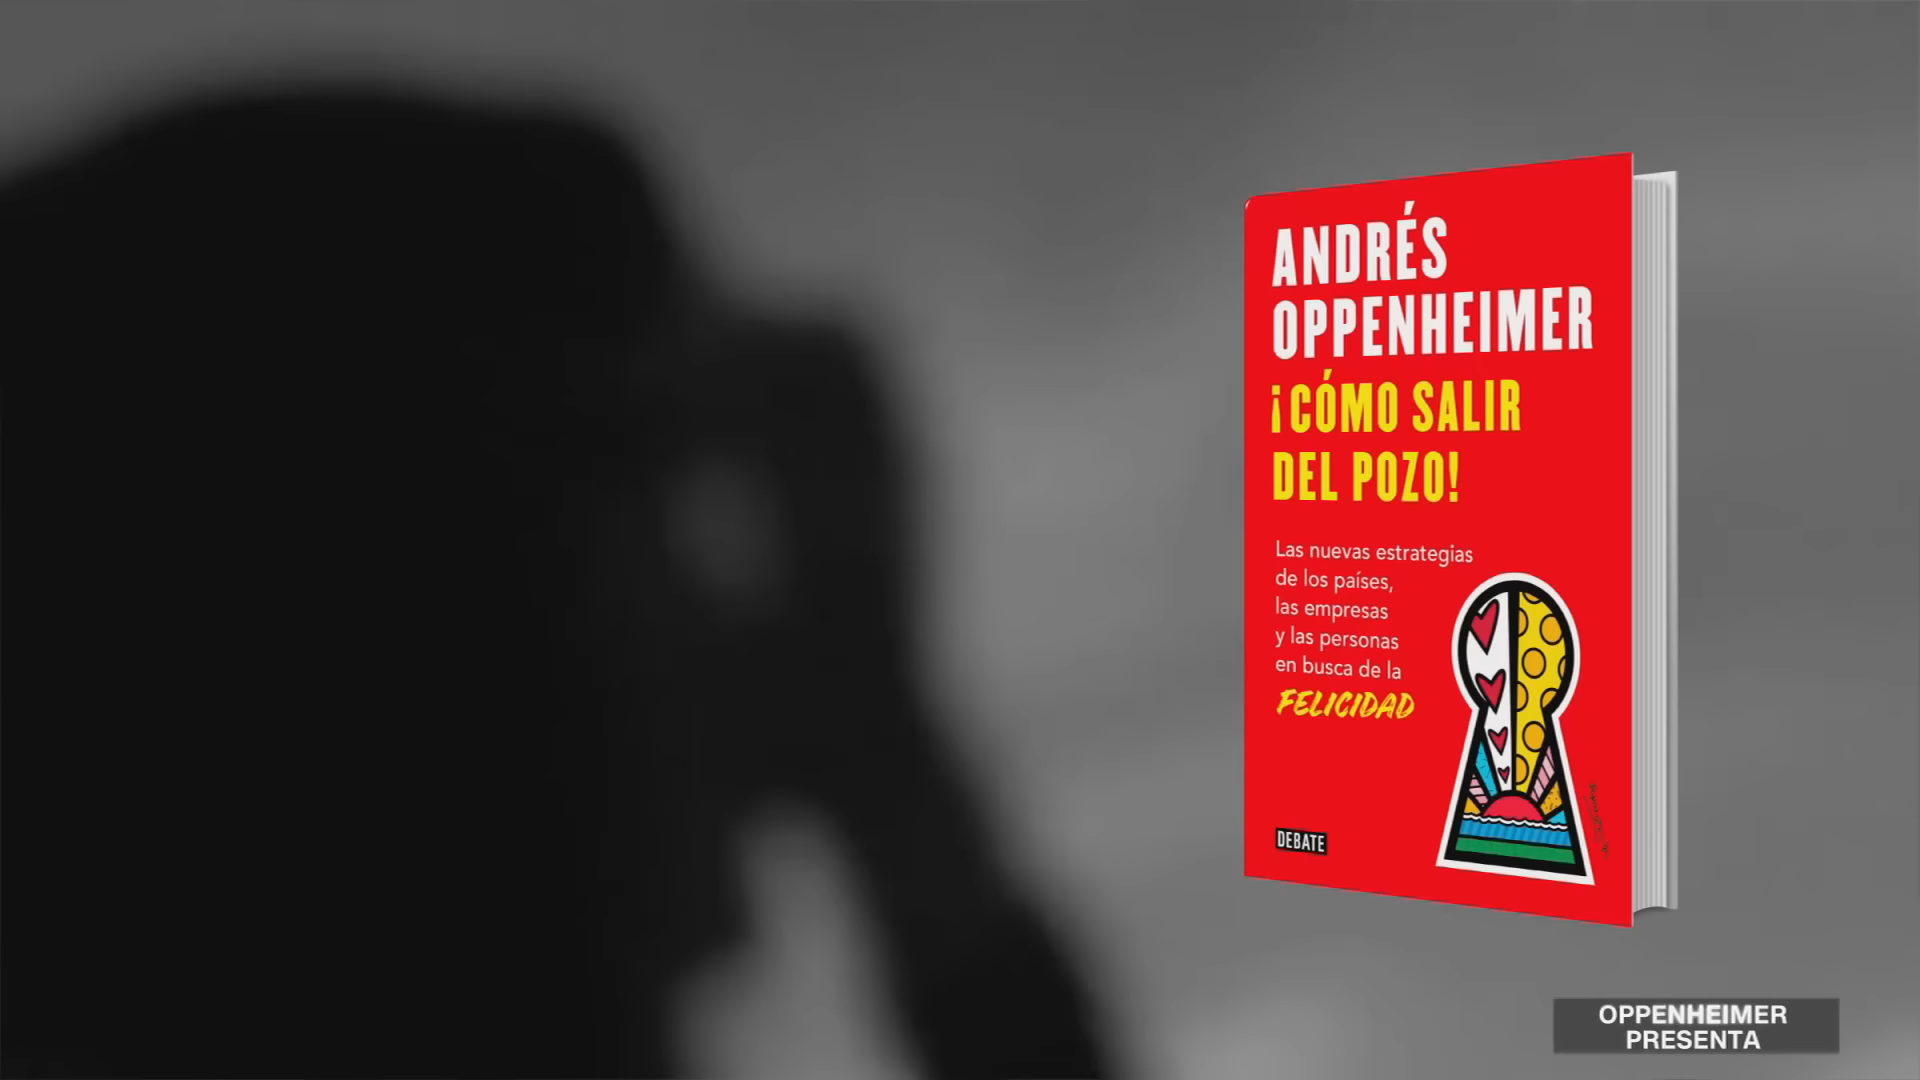 ANDRÉS
OPPENHEIMER
¡CÓMO SALIR
DEL POZO!
Las nuevas estrategias
de los países,
las empresas
y las personas
en busca de la
FELICIDAD
DEBATE
OPPENHEIMER
PRESENTA